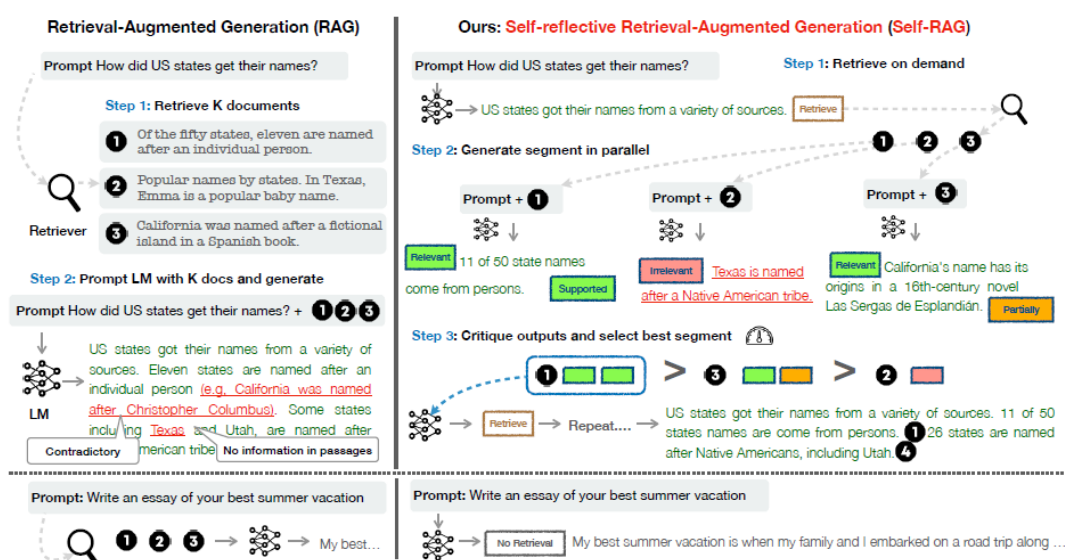 Retrieval-Augmented Generation (RAG)
Prompt How did US states get their names?
Step 1: Retrieve K documents
1 Of the fifty states, eleven are named
after an individual person.
2 Popular names by states. In Texas,
Emma is a popular baby name.
Retriever
3 California was named after a fictional
island in a Spanish book.
Step 2: Prompt LM with K docs and generate
Prompt How did US states get their names? + 1 2 3
US states got their names from a variety of
sources. Eleven states are named after an
individual person (e.g, California was named
after Christopher Columbus). Some states
including Texas and Utah, are named after
LM
Contradictory
merican tribe
No information in passages
Prompt: Write an essay of your best summer vacation
1 2 3
My best...
Ours: Self-reflective Retrieval-Augmented Generation (Self-RAG)
Prompt How did US states get their names?
Step 1: Retrieve on demand
US states got their names from a variety of sources. Retrieve
1 2 3
Step 2: Generate segment in parallel
Prompt + 1
Relevant 11 of 50 state names
come from persons. Supported
Prompt + 2
Irrelevant Texas is named
after a Native American tribe.
Prompt + 3
Relevant California's name has its
origins in a 16th-century novel
Las Sergas de Esplandián. Partially
Step 3: Critique outputs and select best segment
1 > 3 > 2
Retrieve
Repeat....
US states got their names from a variety of sources. 11 of 50
states names are come from persons. 1 26 states are named
after Native Americans, including Utah. 4
Prompt: Write an essay of your best summer vacation
No Retrieval
My best summer vacation is when my family and I embarked on a road trip along ...